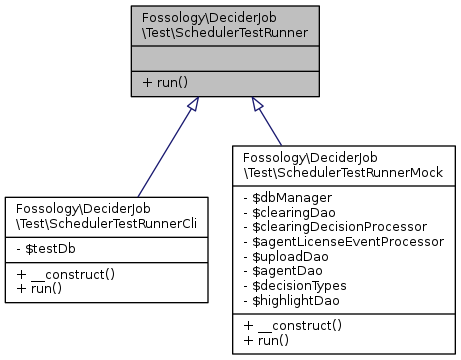 Fossology\DeciderJob
\Test\SchedulerTestRunner
+ run()
Fossology\DeciderJob
\Test\SchedulerTestRunnerCli
- $testDb
+ __construct()
+ run()
Fossology\DeciderJob
\Test\SchedulerTestRunnerMock
- $dbManager
- $clearingDao
- $clearingDecisionProcessor
- $agentLicenseEventProcessor
- $uploadDao
- $agentDao
- $decisionTypes
- $highlightDao
+ __construct()
+ run()